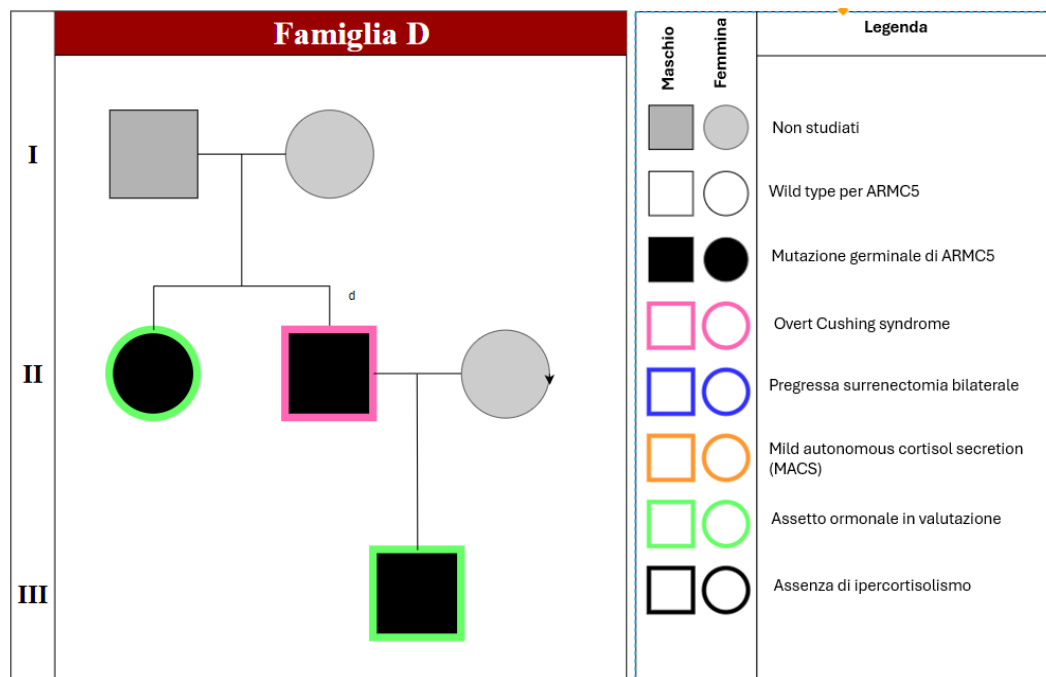 Famiglia D
I
d
II
III
Maschio
Femmina
Legenda
Non studiati
Wild type per ARMC5
Mutazione germinale di ARMC5
Overt Cushing syndrome
Pregressa surrenectomia bilaterale
Mild autonomous cortisol secretion
(MACS)
Assetto ormonale in valutazione
Assenza di ipercortisolismo